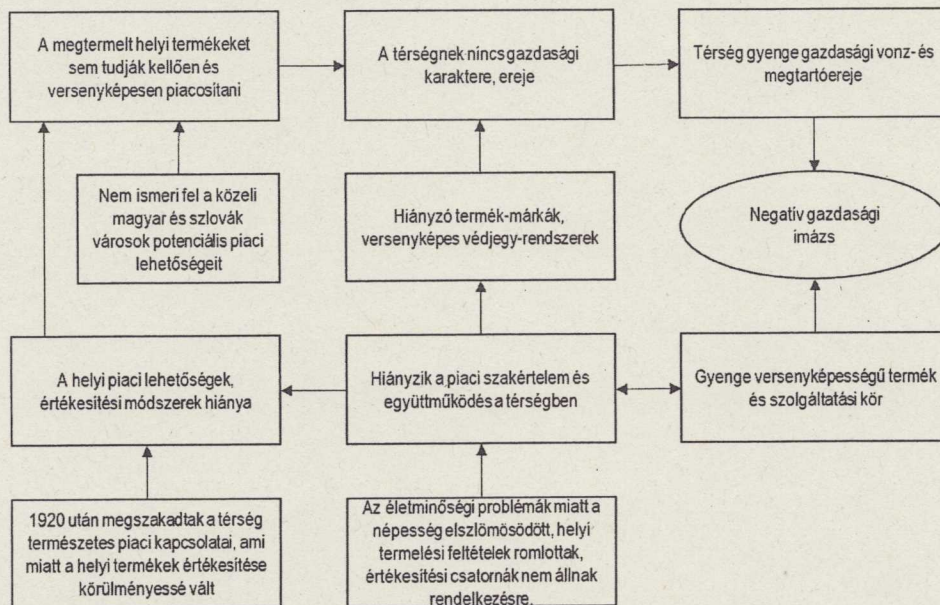 A megtermelt helyi termékeket
sem tudják kellően és
versenyképesen piacosítani
A térségnek nincs gazdasági
karaktere, ereje
Térség gyenge gazdasági vonz- és
megtartóereje
Nem ismeri fel a közeli
magyar és szlovák
városok potenciális piaci
lehetőségeit
Hiányzó termék-márkák,
versenyképes védjegy-rendszerek
Negatív gazdasági
imázs
A helyi piaci lehetőségek,
értékesítési módszerek hiánya
Hiányzik a piaci szakértelem és
együttműködés a térségben
Gyenge versenyképességű termék
és szolgáltatási kör
1920 után megszakadtak a térség
természetes piaci kapcsolatai, ami
miatt a helyi termékek értékesítése
körülményessé vált
Az életminőségi problémák miatt a
népesség elszlömösödött, helyi
termelési feltételek romlottak,
értékesítési csatornák nem állnak
rendelkezésre.